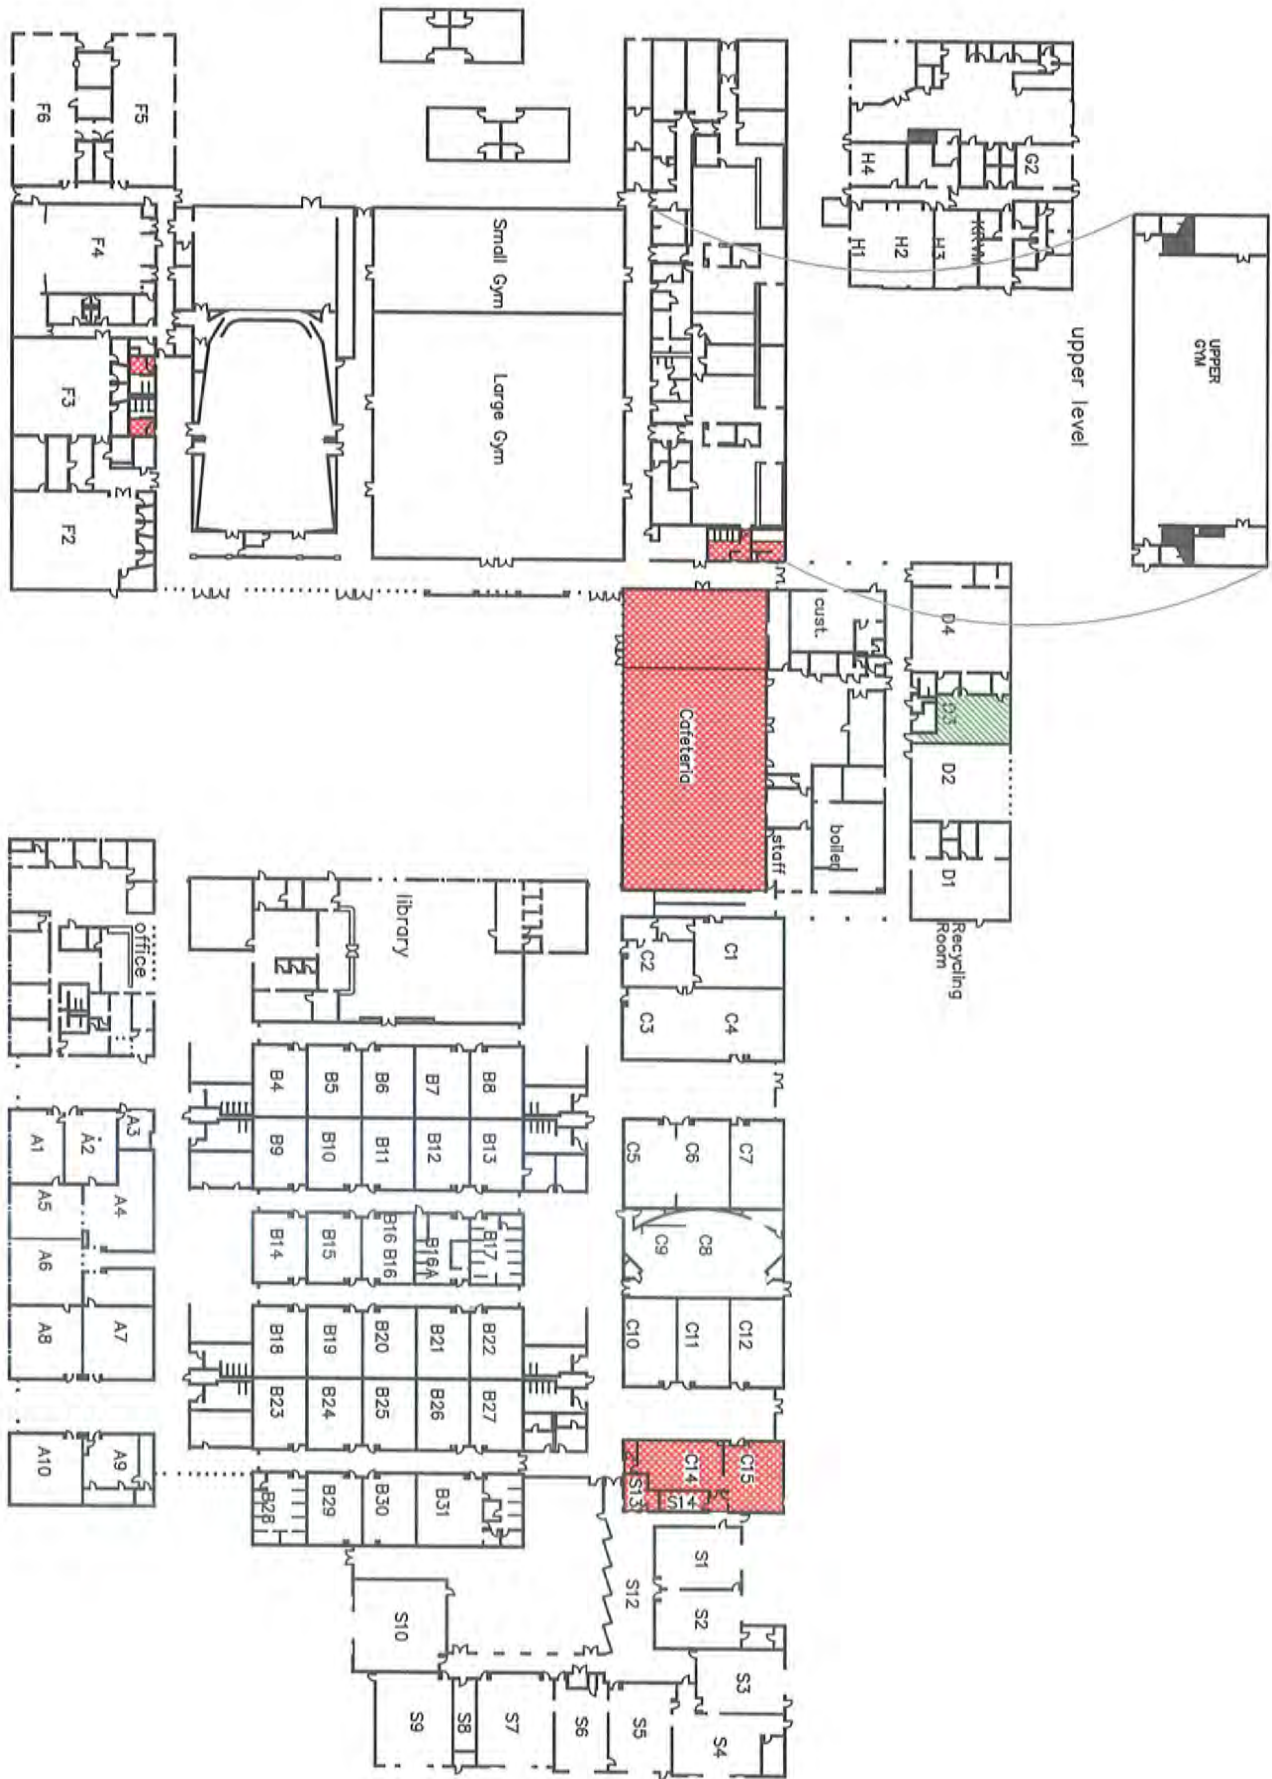 F6
F5
F4
F3
F2
Small Gym
Large Gym
H4
G2
H1
H2
H3
KRVM
upper level
UPPER
GYM
cust.
Cafeteria
staff
boiler
D4
D3
D2
D1
Recycling
Room
office
library
C1
C2
C3
C4
A3
A2
A1
A4
A5
A6
A7
A8
A9
A10
B4
B5
B6
B7
B8
B9
B10
B11
B12
B13
B14
B15
B16
B16
B16A
B17
B18
B19
B20
B21
B22
B23
B24
B25
B26
B27
B28
B29
B30
B31
C5
C6
C7
C9
C8
C10
C11
C12
C14
C15
S13
S14
S1
S2
S12
S10
S3
S4
S5
S6
S7
S8
S9